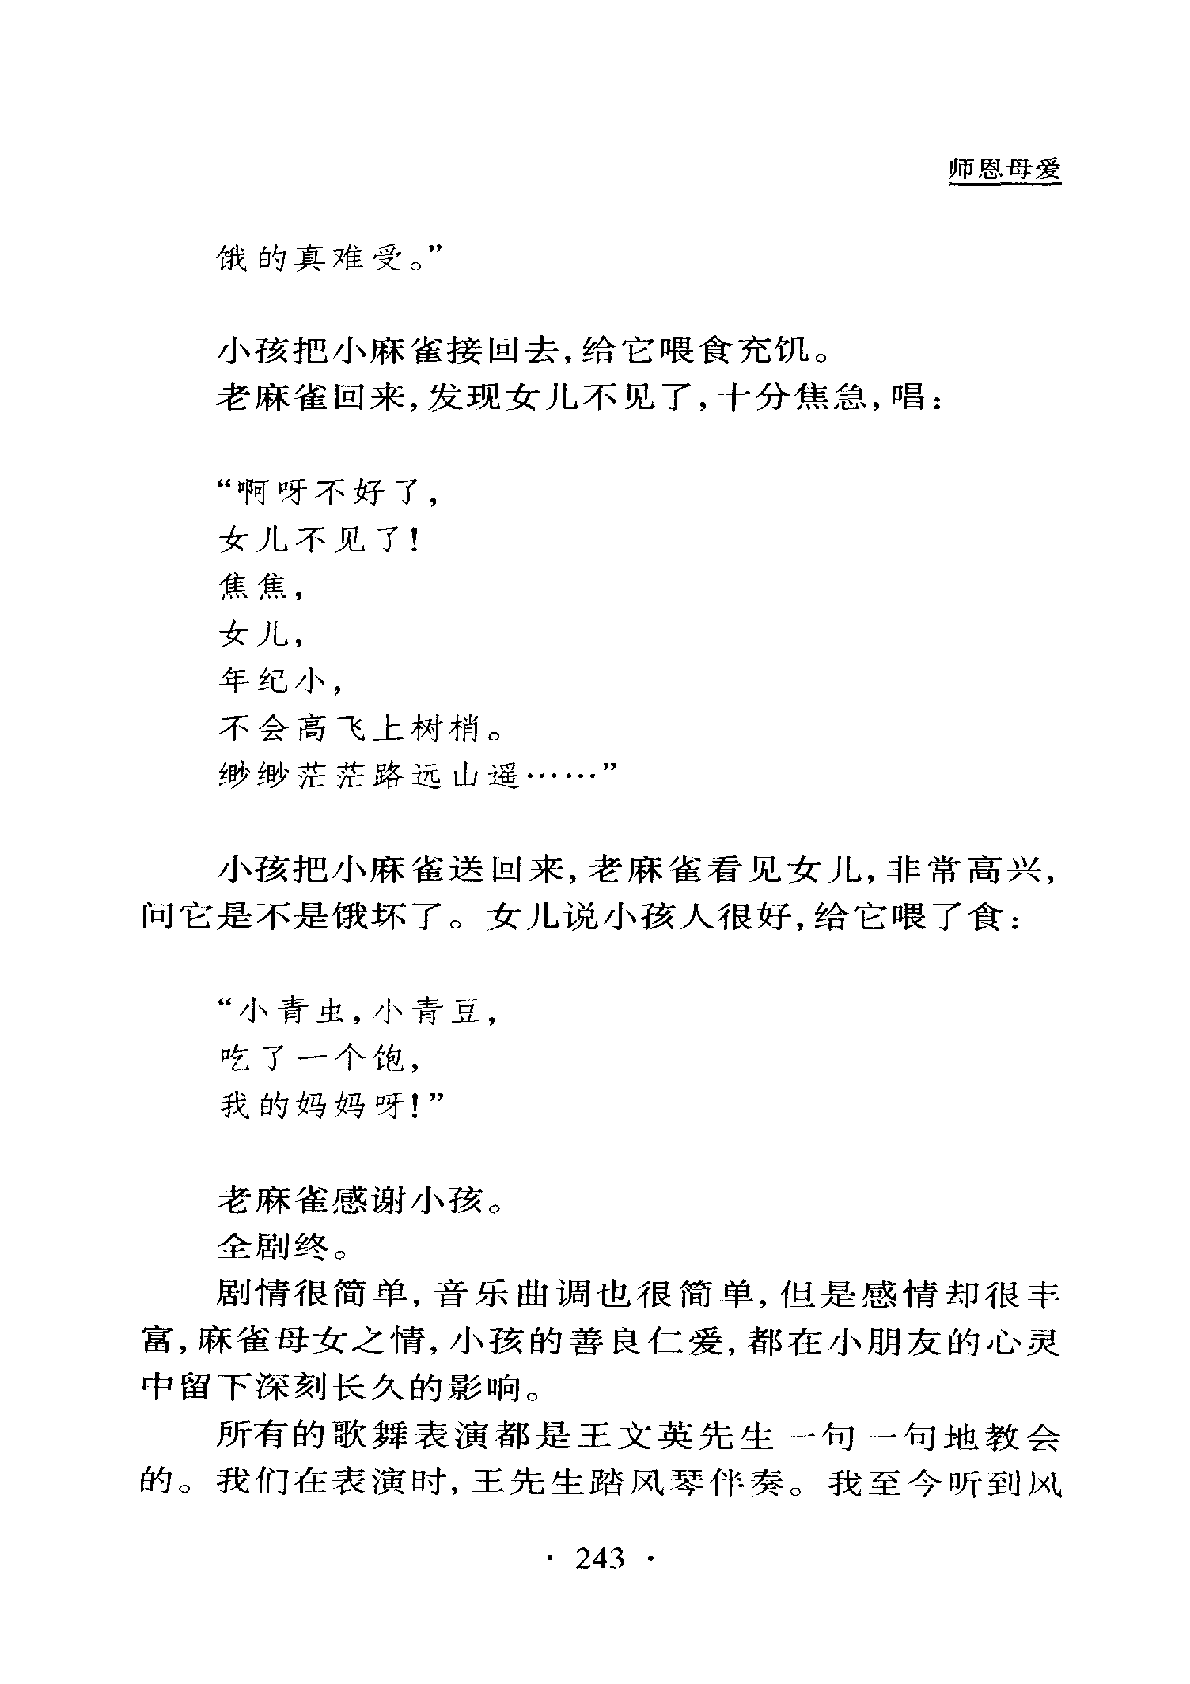 师恩母爱
饿的真难受。”
小孩把小麻雀接回去,给它喂食充饥。
老麻雀回来,发现女儿不见了,十分焦急,唱:
“啊呀不好了,
女儿不见了!
焦焦,
女儿,
年纪小,
不会高飞上树梢。
缈缈茫茫路远山遥……”
小孩把小麻雀送回来,老麻雀看见女儿,非常高兴,
问它是不是饿坏了。女儿说小孩人很好,给它喂了食:
“小青虫,小青豆,
吃了一个饱,
我的妈妈呀!”
老麻雀感谢小孩。
全剧终。
剧情很简单,音乐曲调也很简单,但是感情却很丰
富,麻雀母女之情,小孩的善良仁爱,都在小朋友的心灵
中留下深刻长久的影响。
所有的歌舞表演都是王文英先生一句一句地教会
的。我们在表演时,王先生踏风琴伴奏。我至今听到风
· 243 ·